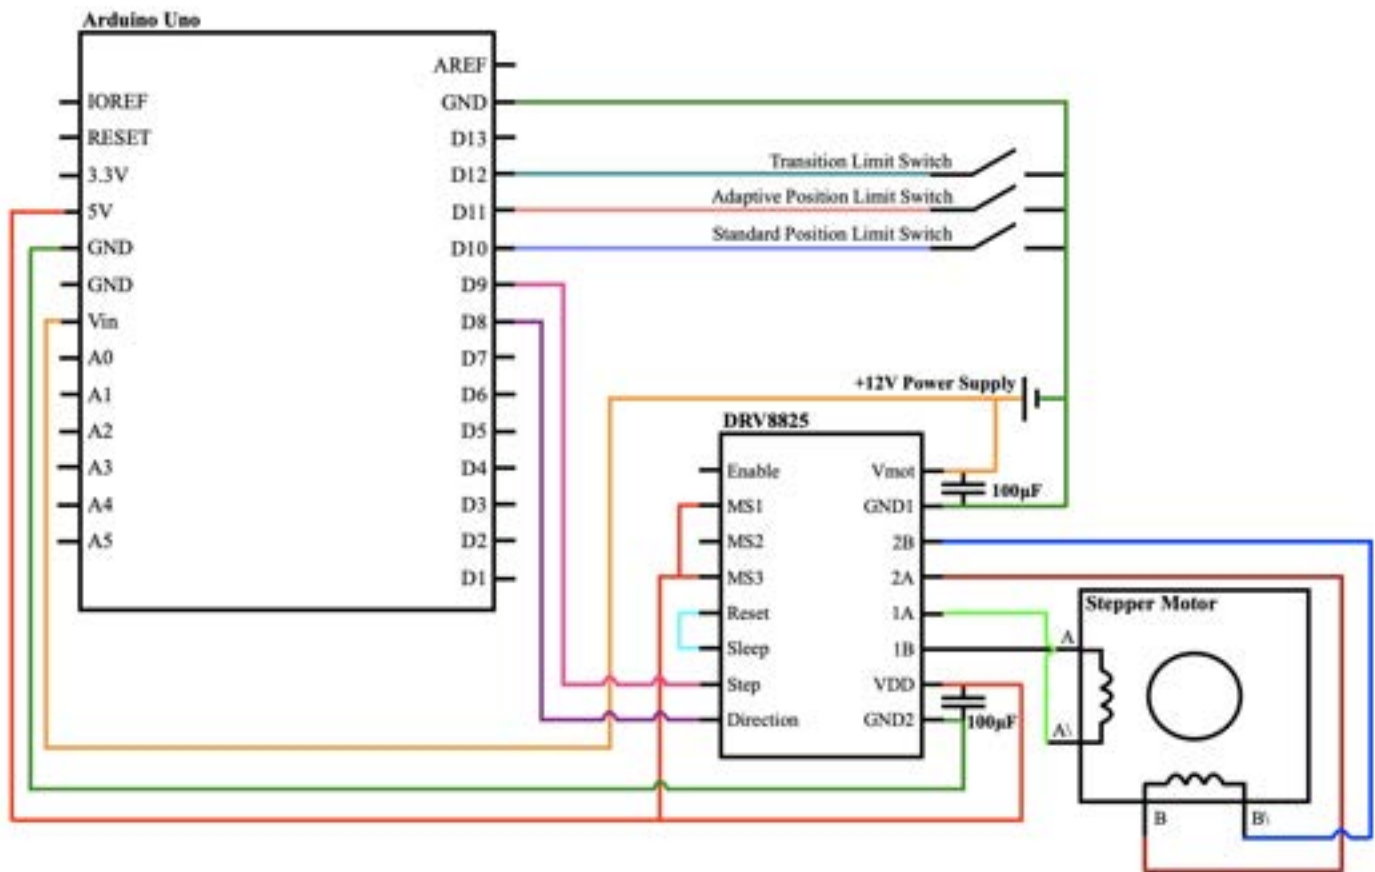 Arduino Uno
AREF
IOREF
GND
RESET
D13
3.3V
D12
Transition Limit Switch
5V
D11
Adaptive Position Limit Switch
GND
D10
Standard Position Limit Switch
GND
D9
Vin
D8
A0
D7
A1
D6
+12V Power Supply
A2
D5
DRV8825
A3
D4
Enable
Vmot
100µF
A4
D3
MS1
GND1
A5
D2
MS2
2B
D1
MS3
2A
Stepper Motor
Reset
1A
A
Sleep
1B
Step
VDD
Direction
GND2
100µF
A\
B
B\